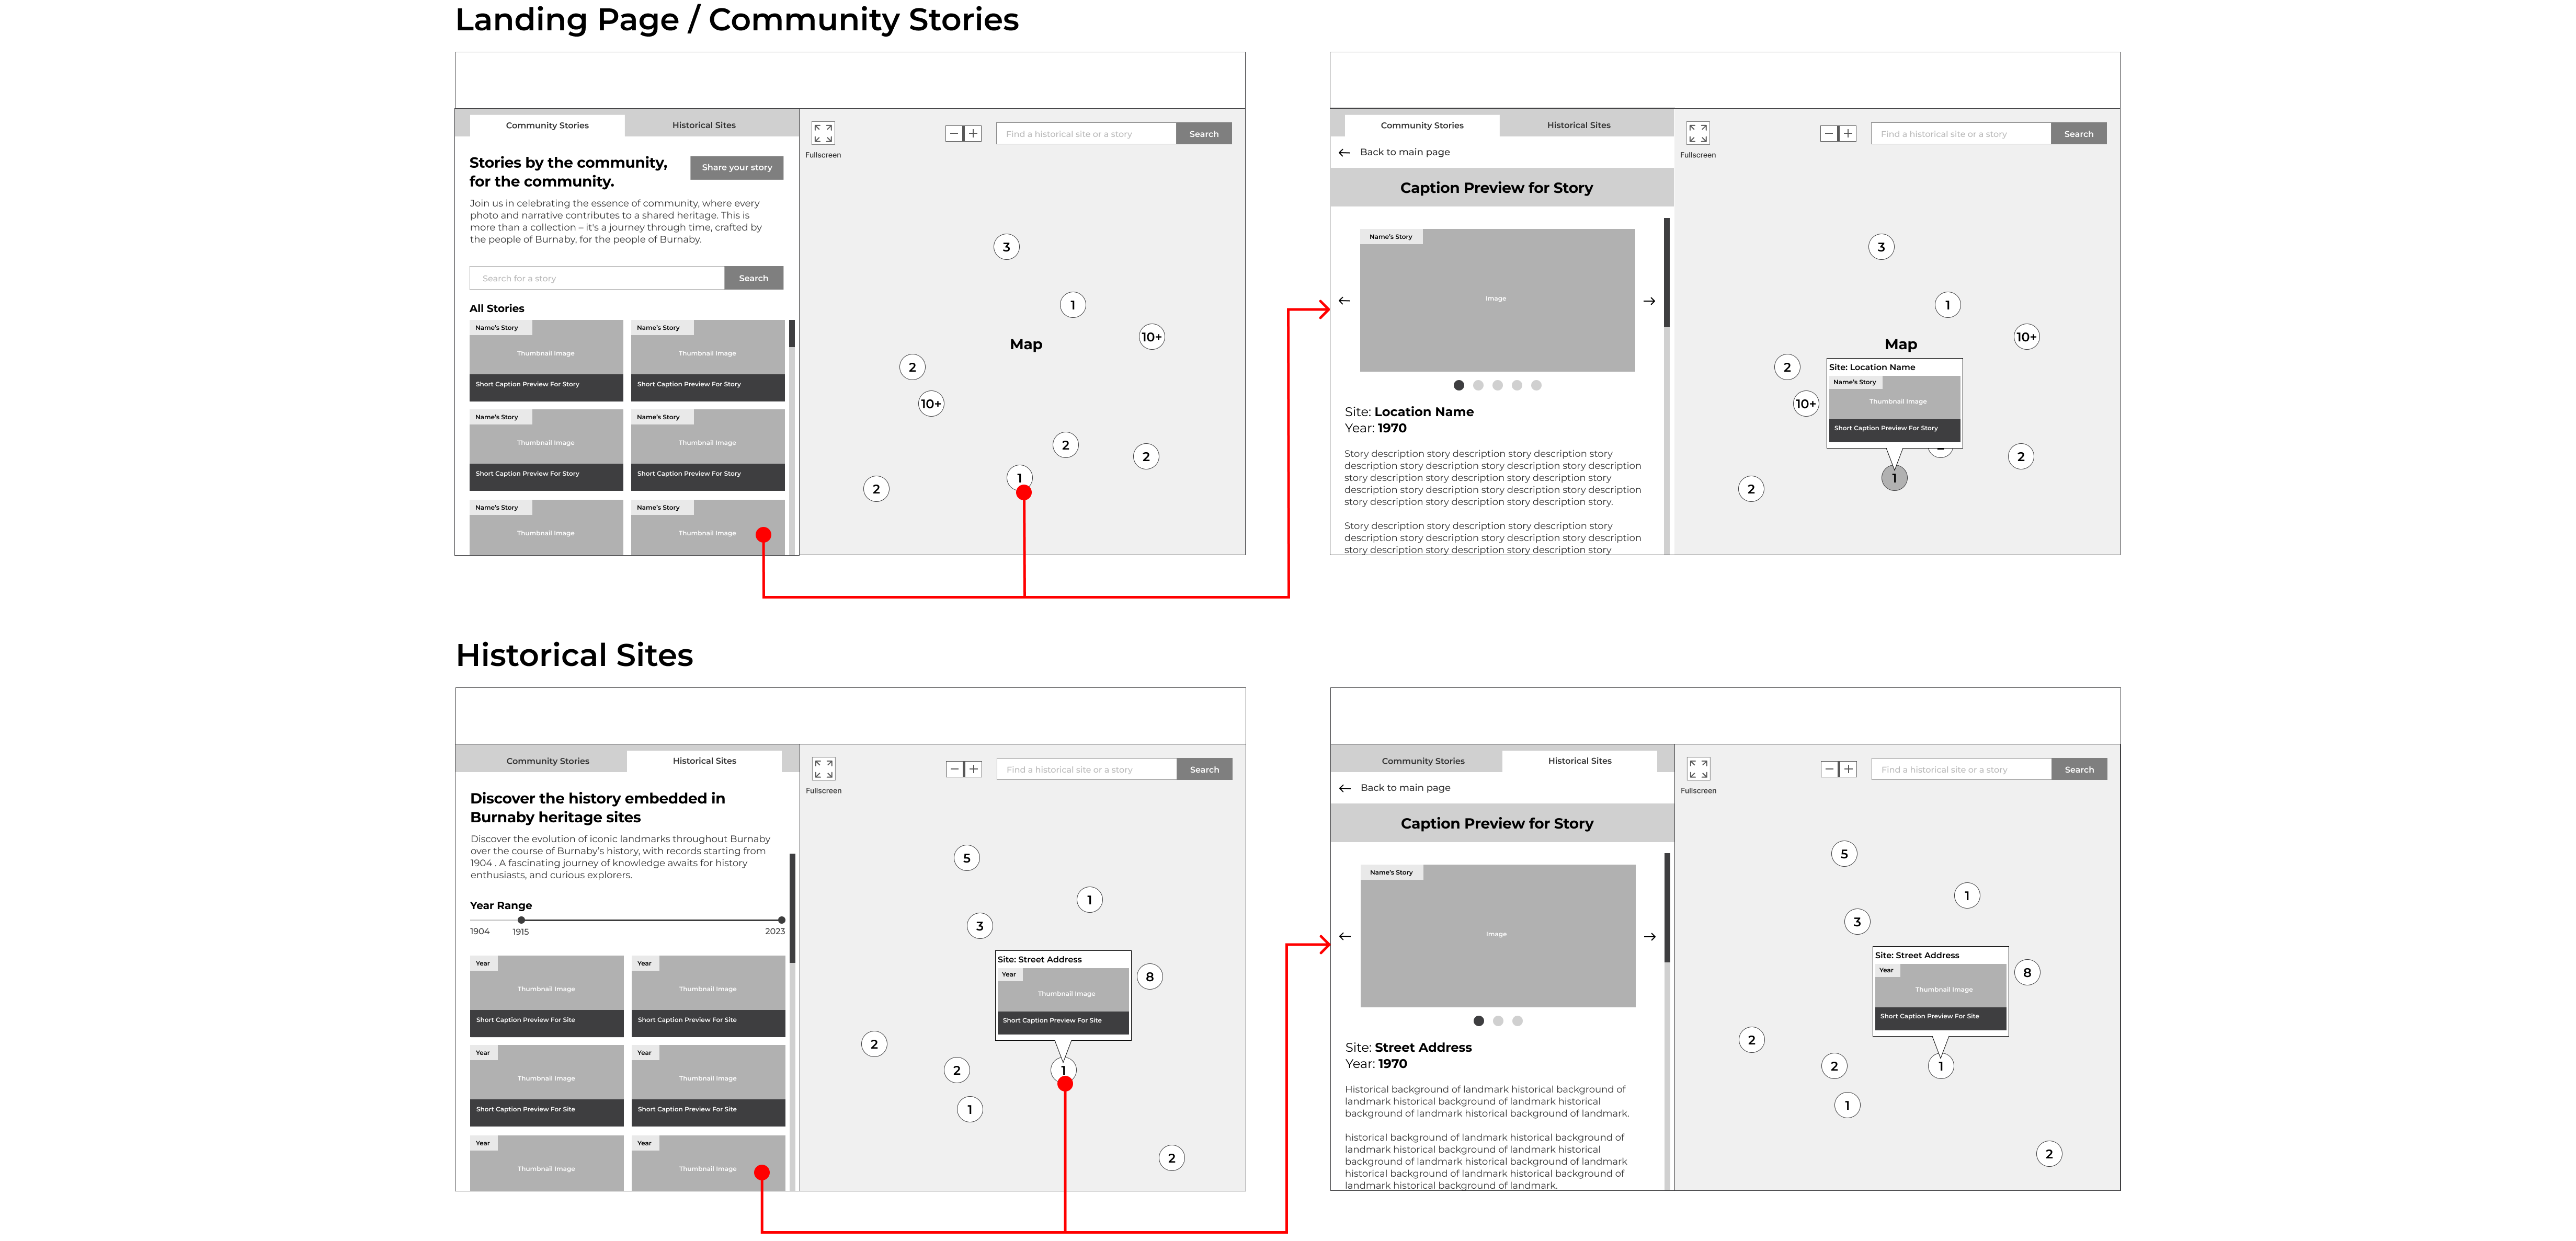 Landing Page / Community Stories
Community Stories
Historical Sites
Stories by the community,
for the community.
Share your story
Join us in celebrating the essence of community, where every
photo and narrative contributes to a shared heritage. This is
more than a collection – it's a journey through time, crafted by
the people of Burnaby, for the people of Burnaby.
Search for a story
Search
All Stories
Name's Story
Thumbnail Image
Short Caption Preview For Story
Name's Story
Thumbnail Image
Short Caption Preview For Story
Name's Story
Thumbnail Image
Short Caption Preview For Story
Name's Story
Thumbnail Image
Short Caption Preview For Story
Name's Story
Thumbnail Image
Name's Story
Thumbnail Image
Fullscreen
Find a historical site or a story
Search
3
1
10+
Map
2
10+
2
2
1
2
Community Stories
Historical Sites
Back to main page
Caption Preview for Story
Name's Story
Image
Site: Location Name
Year: 1970
Story description story description story description story
description story description story description story description
story description story description story description story
description story description story description story description
story description story description story description story.
Story description story description story description story
description story description story description story description
story description story description story description story
Fullscreen
Find a historical site or a story
Search
3
1
10+
Map
2
Site: Location Name
Name's Story
Thumbnail Image
Short Caption Preview For Story
10+
2
1
2
Historical Sites
Community Stories
Historical Sites
Discover the history embedded in
Burnaby heritage sites
Discover the evolution of iconic landmarks throughout Burnaby
over the course of Burnaby's history, with records starting from
1904 . A fascinating journey of knowledge awaits for history
enthusiasts, and curious explorers.
Year Range
1904
1915
2023
Year
Thumbnail Image
Short Caption Preview For Site
Year
Thumbnail Image
Short Caption Preview For Site
Year
Thumbnail Image
Short Caption Preview For Site
Year
Thumbnail Image
Short Caption Preview For Site
Year
Thumbnail Image
Year
Thumbnail Image
Fullscreen
Find a historical site or a story
Search
5
1
3
Site: Street Address
Year
Thumbnail Image
Short Caption Preview For Site
8
2
2
1
1
2
Community Stories
Historical Sites
Back to main page
Caption Preview for Story
Name's Story
Image
Site: Street Address
Year: 1970
Historical background of landmark historical background of
landmark historical background of landmark historical
background of landmark historical background of landmark.
historical background of landmark historical background of
landmark historical background of landmark historical
background of landmark historical background of landmark
historical background of landmark historical background of
landmark historical background of landmark.
Fullscreen
Find a historical site or a story
Search
5
1
3
Site: Street Address
Year
Thumbnail Image
Short Caption Preview For Site
8
2
2
1
1
2